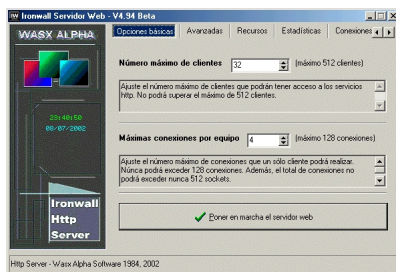 Ironwall Servidor Web - V4.94 Beta
WASX ALPHA
Opciones básicas
Avanzadas
Recursos
Estadísticas
Conexiones
Número máximo de clientes 32 (máximo 512 clientes)
Ajuste el número máximo de clientes que podrán tener acceso a los servicios
http. No podrá superar el máximo de 512 clientes.
23:40:50
08/07/2002
Máximas conexiones por equipo 4 (máximo 128 conexiones)
Ajuste el número máximo de conexiones que un sólo cliente podrá realizar.
Núnca podrá exceder 128 conexiones. Además, el total de conexiones no
podrá exceder nunca 512 sockets.
Ironwall
Http
Server
Poner en marcha el servidor web
Http Server - Wasx Alpha Software 1984, 2002